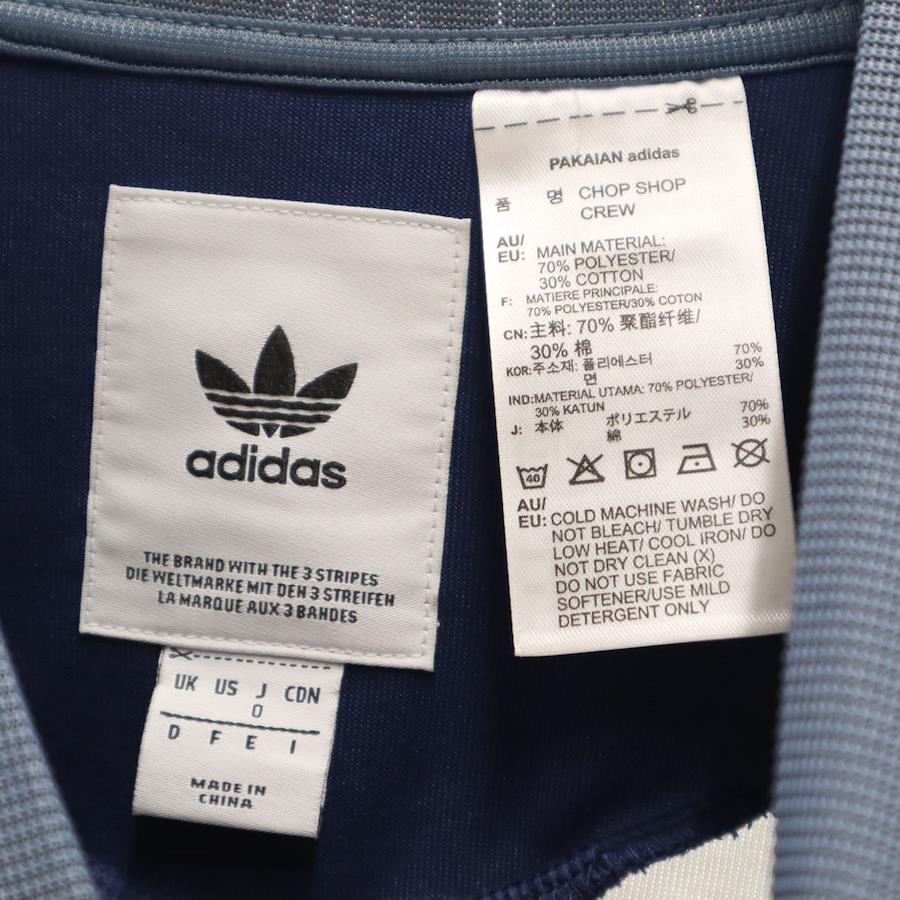 adidas
THE BRAND WITH THE 3 STRIPES
DIE WELTMARKE MIT DEN 3 STREIFEN
LA MARQUE AUX 3 BANDES
UK US J CDN
O
D F E I
MADE IN
CHINA
PAKAIAN adidas
품 명 CHOP SHOP
CREW
AU/
EU: MAIN MATERIAL:
70% POLYESTER/
30% COTTON
F: MATIERE PRINCIPALE:
70% POLYESTER/30% COTON
CN: 主料: 70% 聚酯纤维/
30% 棉
KOR: 주소재: 폴리에스터 70%
면 30%
IND: MATERIAL UTAMA: 70% POLYESTER/
30% KATUN
J: 本体 ポリエステル 70%
綿 30%
40
AU/
EU: COLD MACHINE WASH/ DO
NOT BLEACH/ TUMBLE DRY
LOW HEAT/ COOL IRON/ DO
NOT DRY CLEAN (X)
DO NOT USE FABRIC
SOFTENER/USE MILD
DETERGENT ONLY